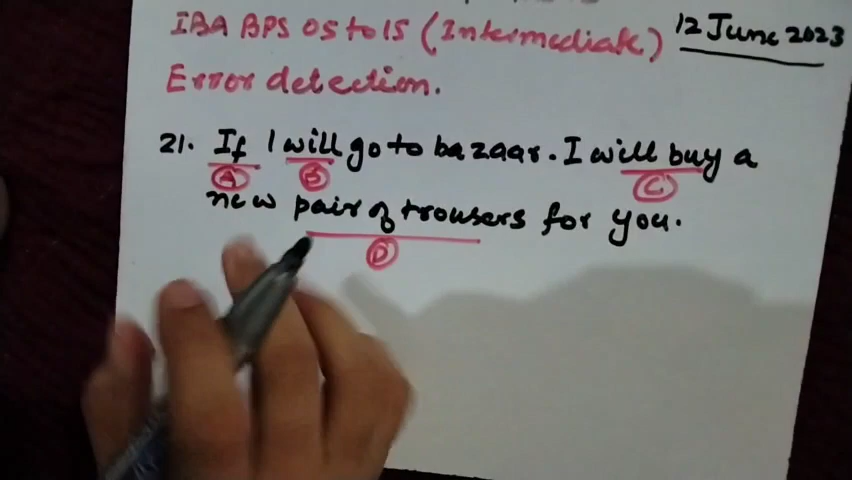 IBA BPS 05 to 15 (Intermediate) 12 June 2023
Error detection.
21. If I will go to bazaar. I will buy a
A B C
new pair of trousers for you.
D